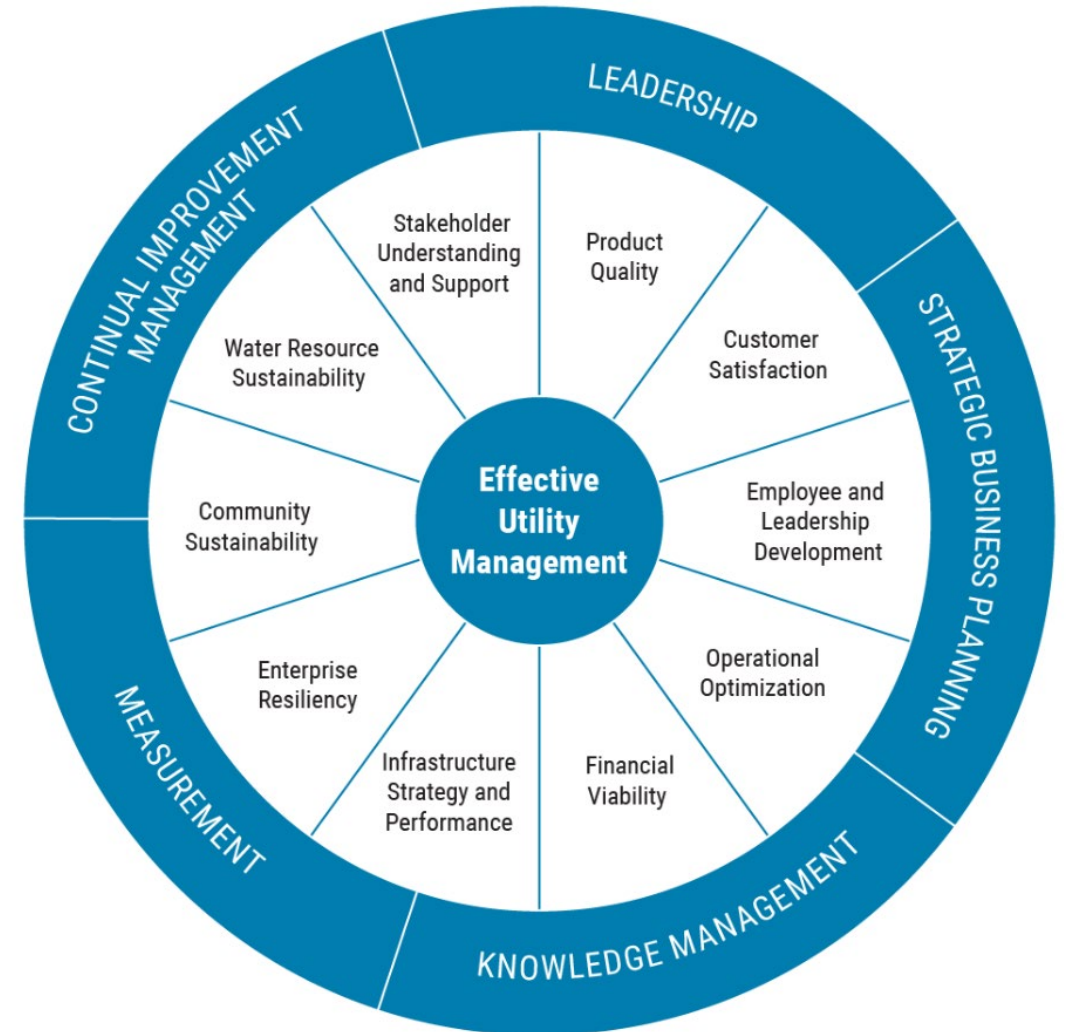 LEADERSHIP
STRATEGIC BUSINESS PLANNING
KNOWLEDGE MANAGEMENT
MEASUREMENT
CONTINUAL IMPROVEMENT
MANAGEMENT
Product
Quality
Customer
Satisfaction
Employee and
Leadership
Development
Operational
Optimization
Financial
Viability
Infrastructure
Strategy and
Performance
Enterprise
Resiliency
Community
Sustainability
Water Resource
Sustainability
Stakeholder
Understanding
and Support
Effective
Utility
Management